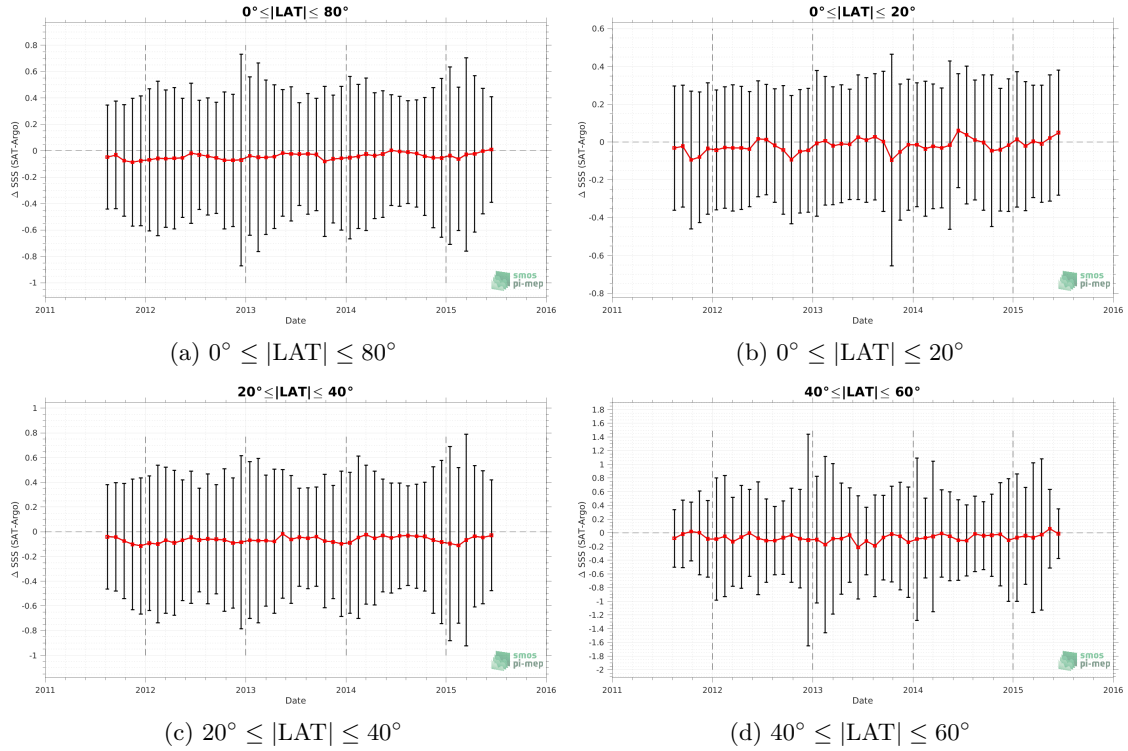 0°≤|LAT|≤ 80°
0.8
0.6
0.4
0.2
0
-0.2
-0.4
-0.6
-0.8
-1
Δ SSS (SAT-Argo)
2011 2012 2013 2014 2015 2016
Date
smos
pi-mep
(a) 0° ≤ |LAT| ≤ 80°
0°≤|LAT|≤ 20°
0.6
0.4
0.2
0
-0.2
-0.4
-0.6
-0.8
Δ SSS (SAT-Argo)
2011 2012 2013 2014 2015 2016
Date
smos
pi-mep
(b) 0° ≤ |LAT| ≤ 20°
20°≤|LAT|≤ 40°
1
0.8
0.6
0.4
0.2
0
-0.2
-0.4
-0.6
-0.8
-1
Δ SSS (SAT-Argo)
2011 2012 2013 2014 2015 2016
Date
smos
pi-mep
(c) 20° ≤ |LAT| ≤ 40°
40°≤|LAT|≤ 60°
1.8
1.6
1.4
1.2
1
0.8
0.6
0.4
0.2
0
-0.2
-0.4
-0.6
-0.8
-1
-1.2
-1.4
-1.6
-1.8
-2
Δ SSS (SAT-Argo)
2011 2012 2013 2014 2015 2016
Date
smos
pi-mep
(d) 40° ≤ |LAT| ≤ 60°